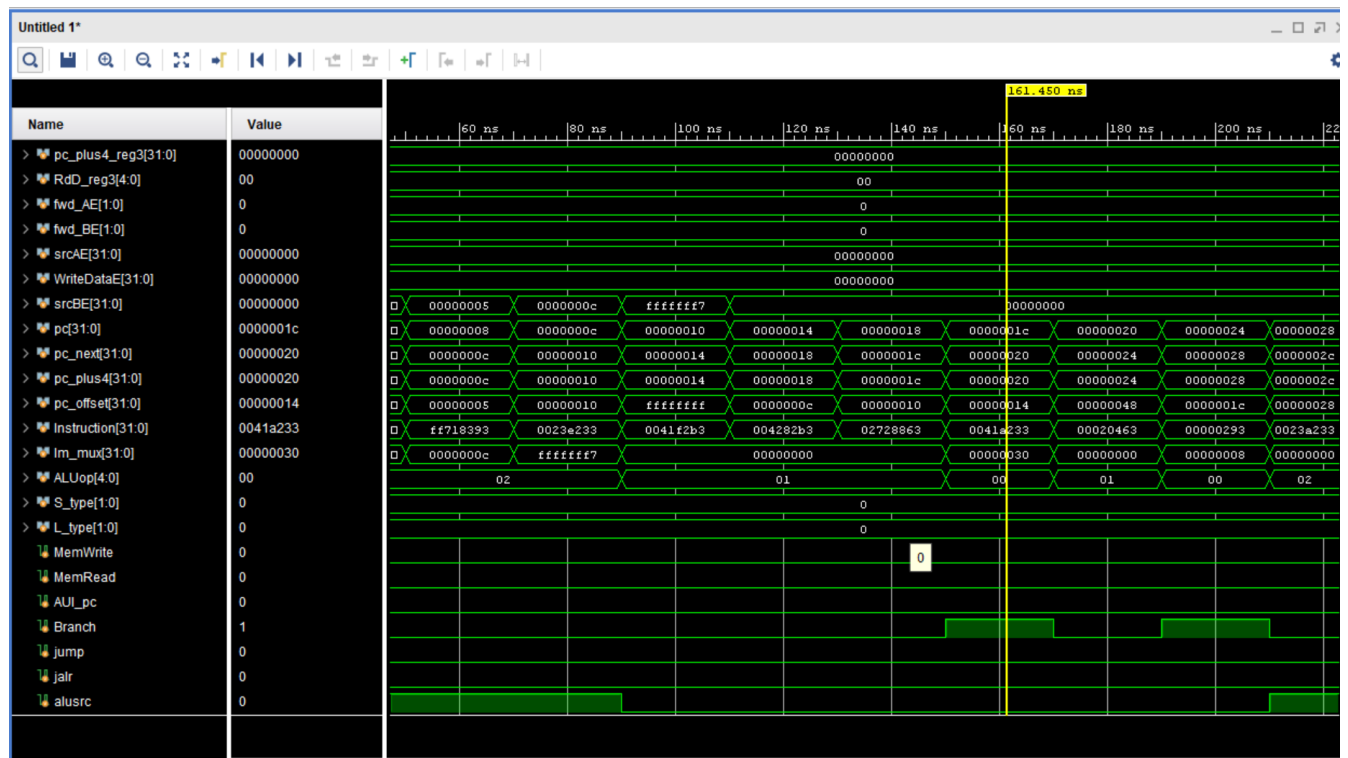 Untitled 1*
161.450 ns
Name Value
60 ns 80 ns 100 ns 120 ns 140 ns 160 ns 180 ns 200 ns 22
pc_plus4_reg3[31:0] 00000000 00000000
RdD_reg3[4:0] 00 00
fwd_AE[1:0] 0 0
fwd_BE[1:0] 0 0
srcAE[31:0] 00000000 00000000
WriteDataE[31:0] 00000000 00000000
srcBE[31:0] 00000000 00000005 0000000c fffffff7 00000000
pc[31:0] 0000001c 00000008 0000000c 00000010 00000014 00000018 0000001c 00000020 00000024 00000028
pc_next[31:0] 00000020 0000000c 00000010 00000014 00000018 0000001c 00000020 00000024 00000028 0000002c
pc_plus4[31:0] 00000020 0000000c 00000010 00000014 00000018 0000001c 00000020 00000024 00000028 0000002c
pc_offset[31:0] 00000014 00000005 00000010 ffffffff 0000000c 00000010 00000014 00000048 0000001c 00000028
Instruction[31:0] 0041a233 ff718393 0023e233 0041f2b3 004282b3 02728863 0041a233 00020463 00000293 0023a233
Im_mux[31:0] 00000030 0000000c fffffff7 00000000 00000030 00000000 00000008 00000000
ALUop[4:0] 00 02 01 00 01 00 02
S_type[1:0] 0 0
L_type[1:0] 0 0
MemWrite 0 0
MemRead 0
AUI_pc 0
Branch 1
jump 0
jalr 0
alusrc 0